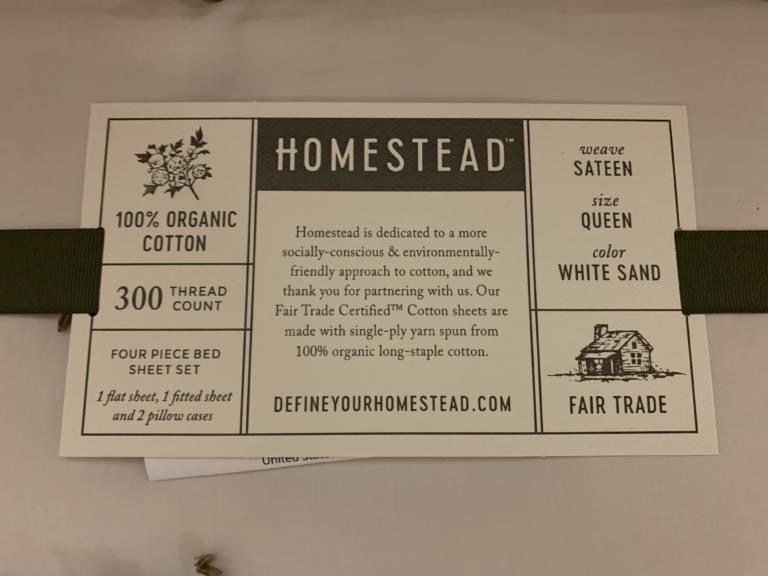 100% ORGANIC
COTTON
300 THREAD
COUNT
FOUR PIECE BED
SHEET SET
1 flat sheet, 1 fitted sheet
and 2 pillow cases
HOMESTEAD™
Homestead is dedicated to a more
socially-conscious & environmentally-
friendly approach to cotton, and we
thank you for partnering with us. Our
Fair Trade Certified™ Cotton sheets are
made with single-ply yarn spun from
100% organic long-staple cotton.
DEFINEYOURHOMESTEAD.COM
weave
SATEEN
size
QUEEN
color
WHITE SAND
FAIR TRADE
United